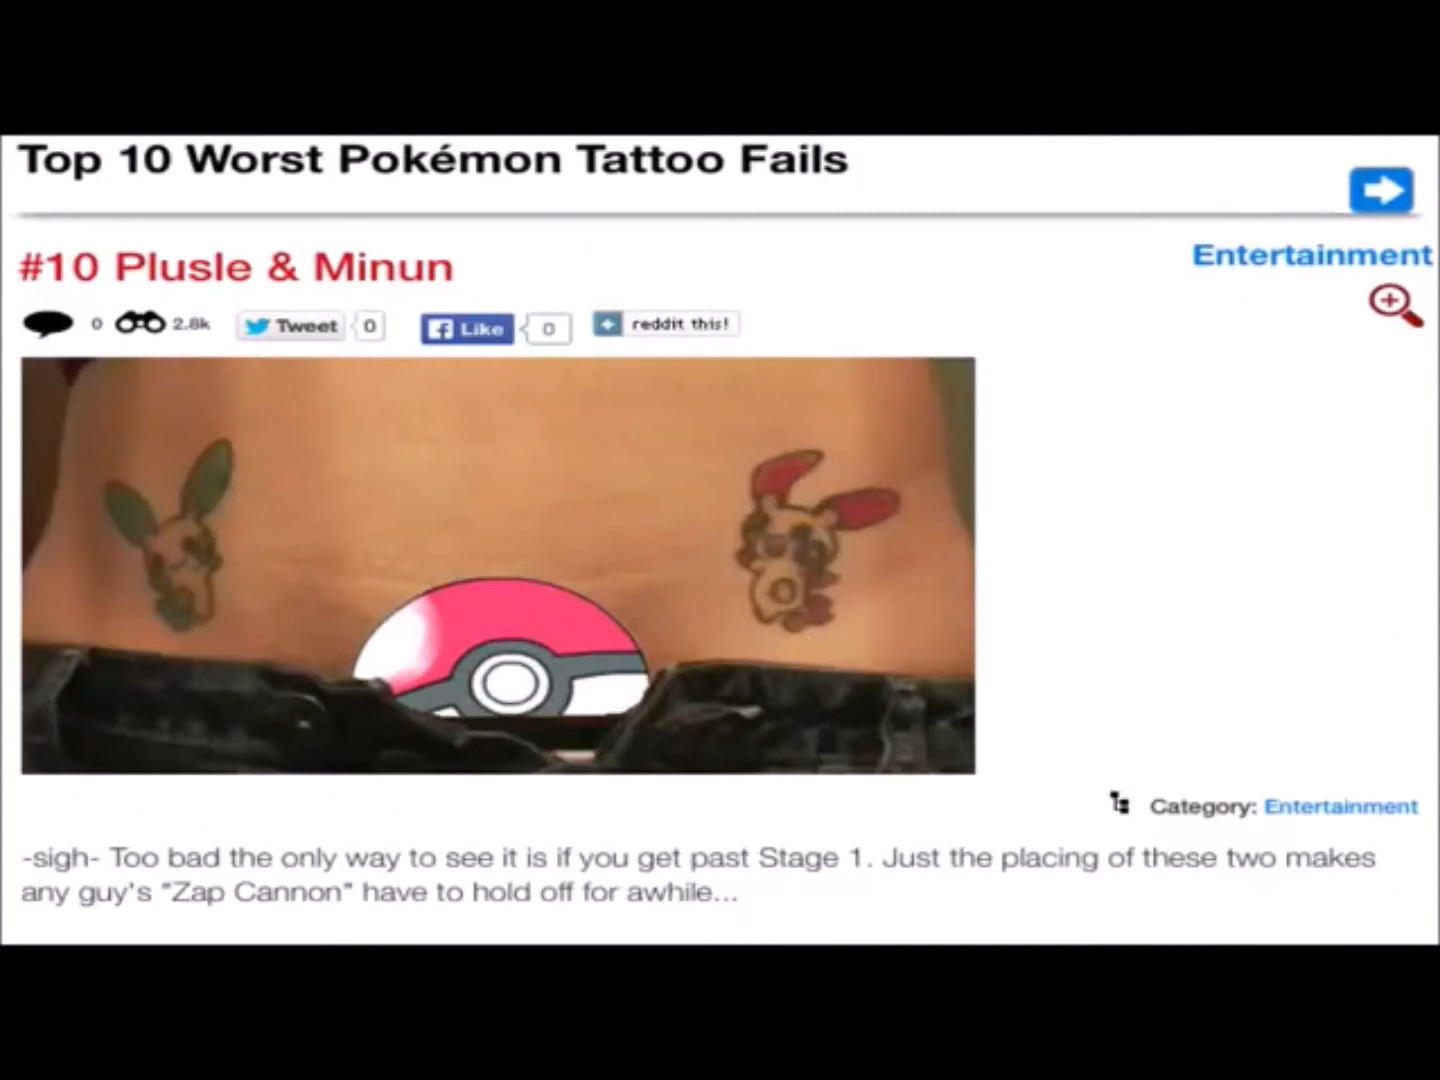 Top 10 Worst Pokémon Tattoo Fails
#10 Plusle & Minun
Entertainment
0 2.8k Tweet 0 Like 0 reddit this!
Category: Entertainment
-sigh- Too bad the only way to see it is if you get past Stage 1. Just the placing of these two makes
any guy's "Zap Cannon" have to hold off for awhile...